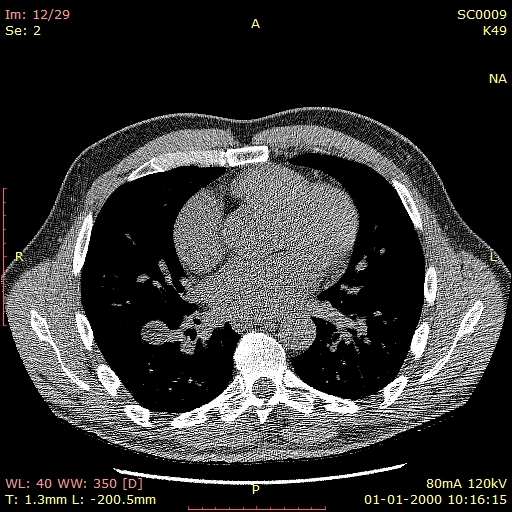 Im: 12/29
Se: 2
A
SC0009
K49
NA
R
L
WL: 40 WW: 350 [D]
T: 1.3mm L: -200.5mm
P
80mA 120kV
01-01-2000 10:16:15